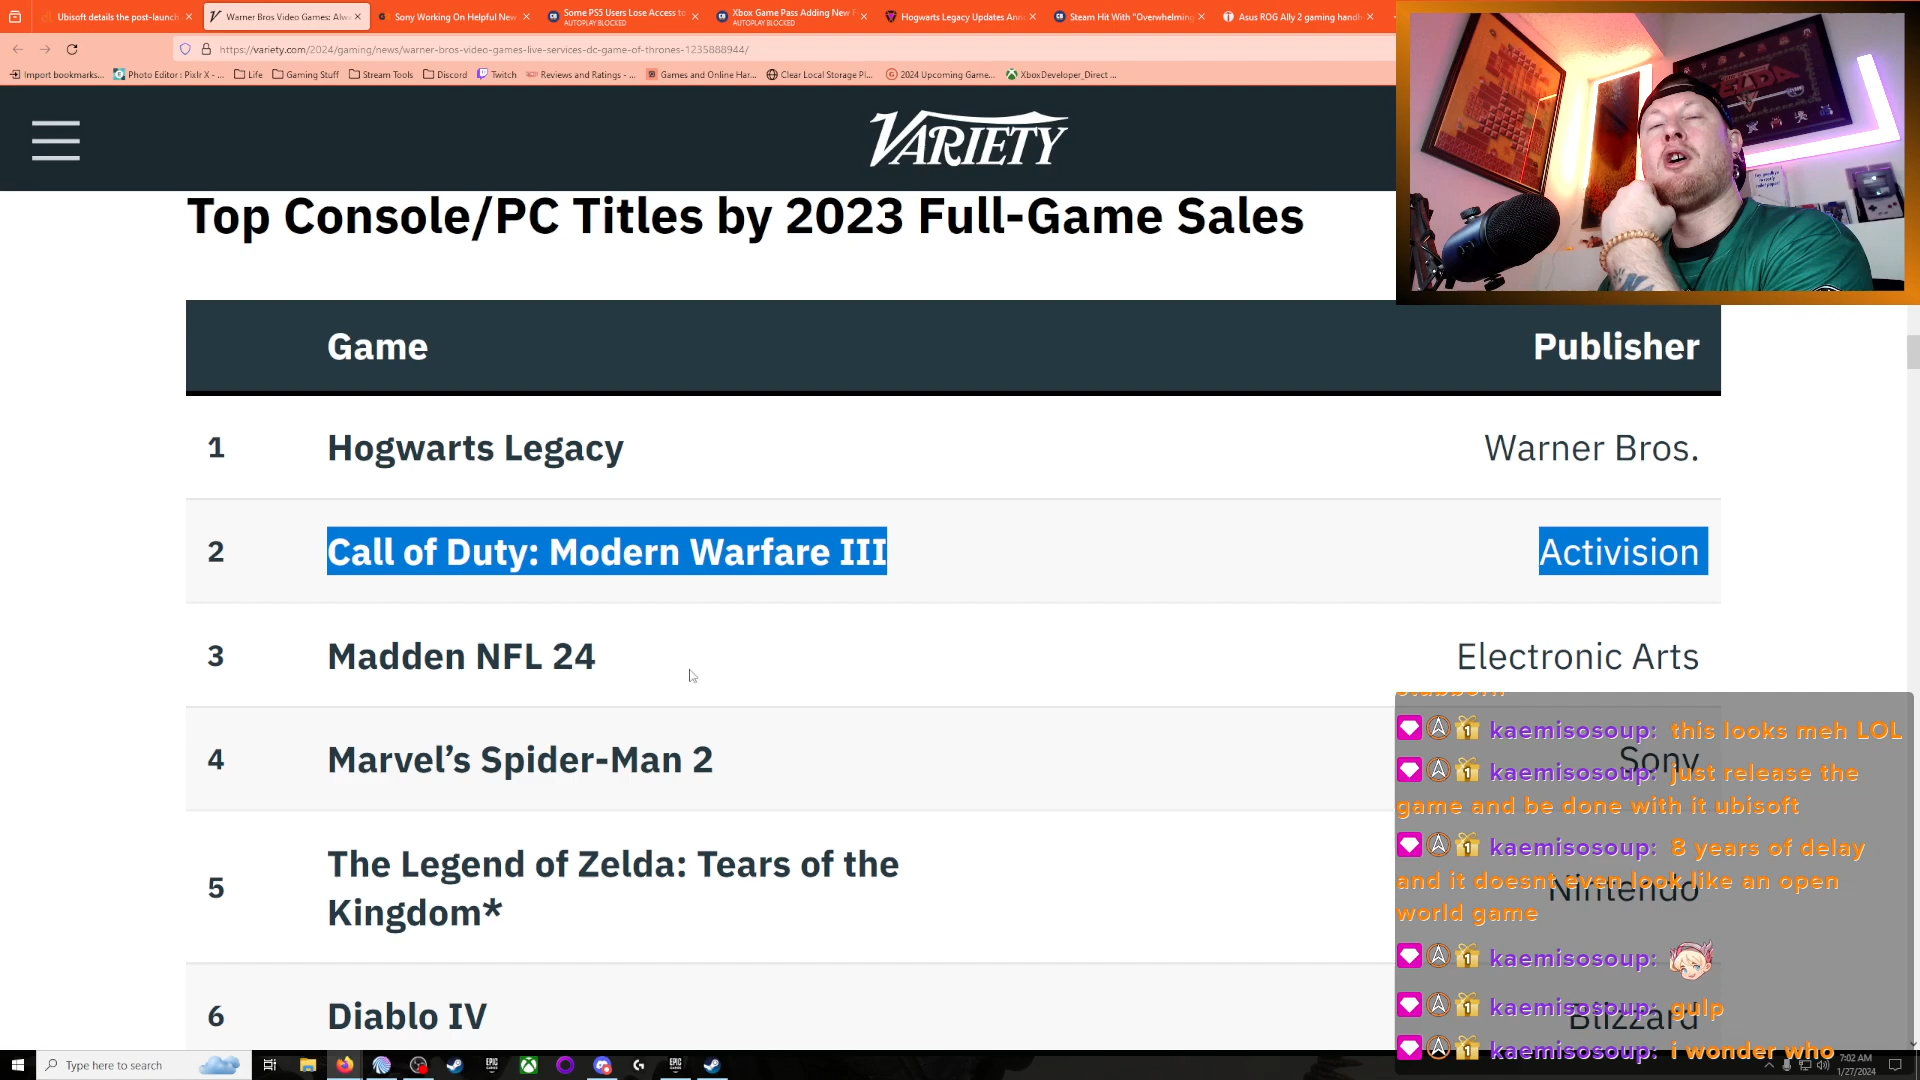 Ubisoft details the post-launch
Warner Bros Video Games: Alwa
Sony Working On Helpful New
Some PS5 Users Lose Access to
AUTOPLAY BLOCKED
Xbox Game Pass Adding New F
AUTOPLAY BLOCKED
Hogwarts Legacy Updates Ann
Steam Hit With "Overwhelming
Asus ROG Ally 2 gaming handh
https://variety.com/2024/gaming/news/warner-bros-video-games-live-services-dc-game-of-thrones-1235888944/
Import bookmarks... Photo Editor : Pixlr X - ... Life Gaming Stuff Stream Tools Discord Twitch Reviews and Ratings - ... Games and Online Har... Clear Local Storage Pl... 2024 Upcoming Game... XboxDeveloper_Direct ...
VARIETY
Top Console/PC Titles by 2023 Full-Game Sales
Game Publisher
1 Hogwarts Legacy Warner Bros.
2 Call of Duty: Modern Warfare III Activision
3 Madden NFL 24 Electronic Arts
4 Marvel’s Spider-Man 2 Sony
5 The Legend of Zelda: Tears of the
Kingdom* Nintendo
6 Diablo IV Blizzard
kaemisosoup: this looks meh LOL
kaemisosoup: just release the
game and be done with it ubisoft
kaemisosoup: 8 years of delay
and it doesnt even look like an open
world game
kaemisosoup:
kaemisosoup: gulp
kaemisosoup: i wonder who
Type here to search
7:02 AM
1/27/2024